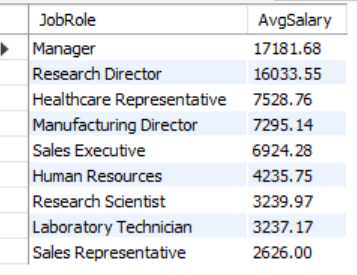 JobRole AvgSalary
Manager 17181.68
Research Director 16033.55
Healthcare Representative 7528.76
Manufacturing Director 7295.14
Sales Executive 6924.28
Human Resources 4235.75
Research Scientist 3239.97
Laboratory Technician 3237.17
Sales Representative 2626.00